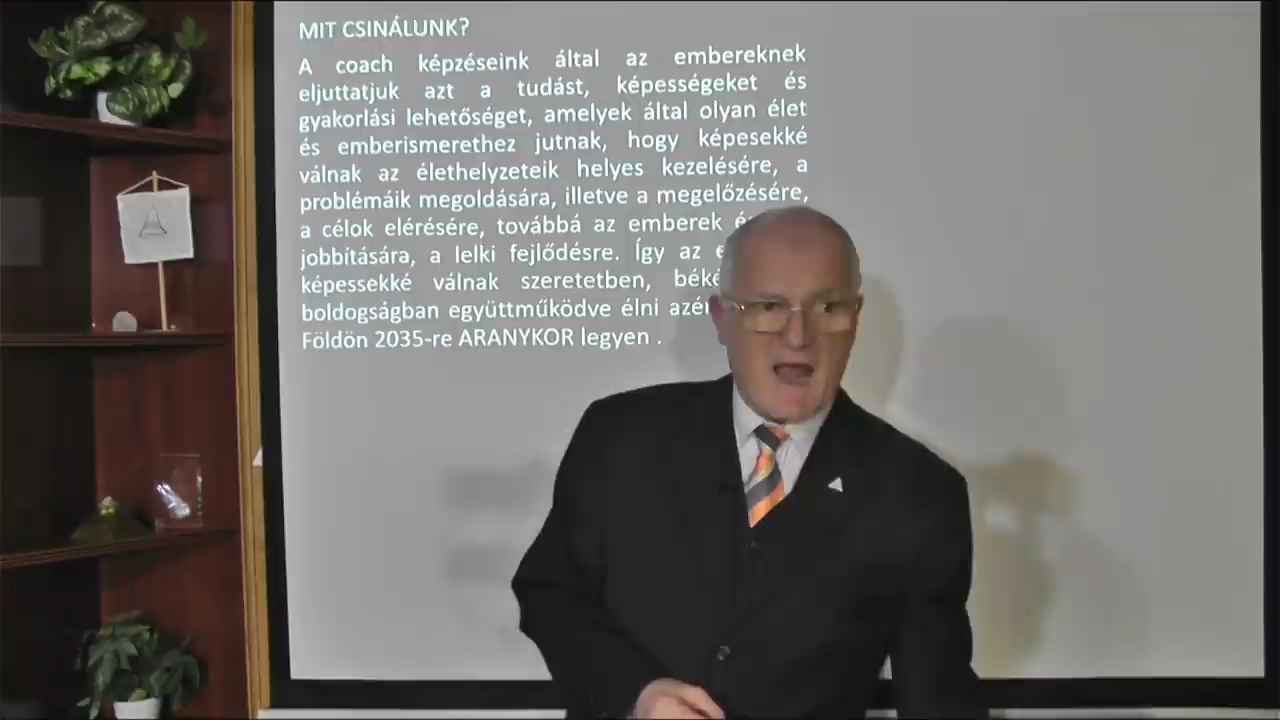 MIT CSINÁLUNK?
A coach képzéseink által az embereknek
eljuttatjuk azt a tudást, képességeket és
gyakorlási lehetőséget, amelyek által olyan élet
és emberismerethez jutnak, hogy képesekké
válnak az élethelyzeteik helyes kezelésére, a
problémáik megoldására, illetve a megelőzésére,
a célok elérésére, továbbá az emberek
jobbítására, a lelki fejlődésre. Így az
képessekké válnak szeretetben,
boldogságban együttműködve élni
Földön 2035-re ARANYKOR legyen .